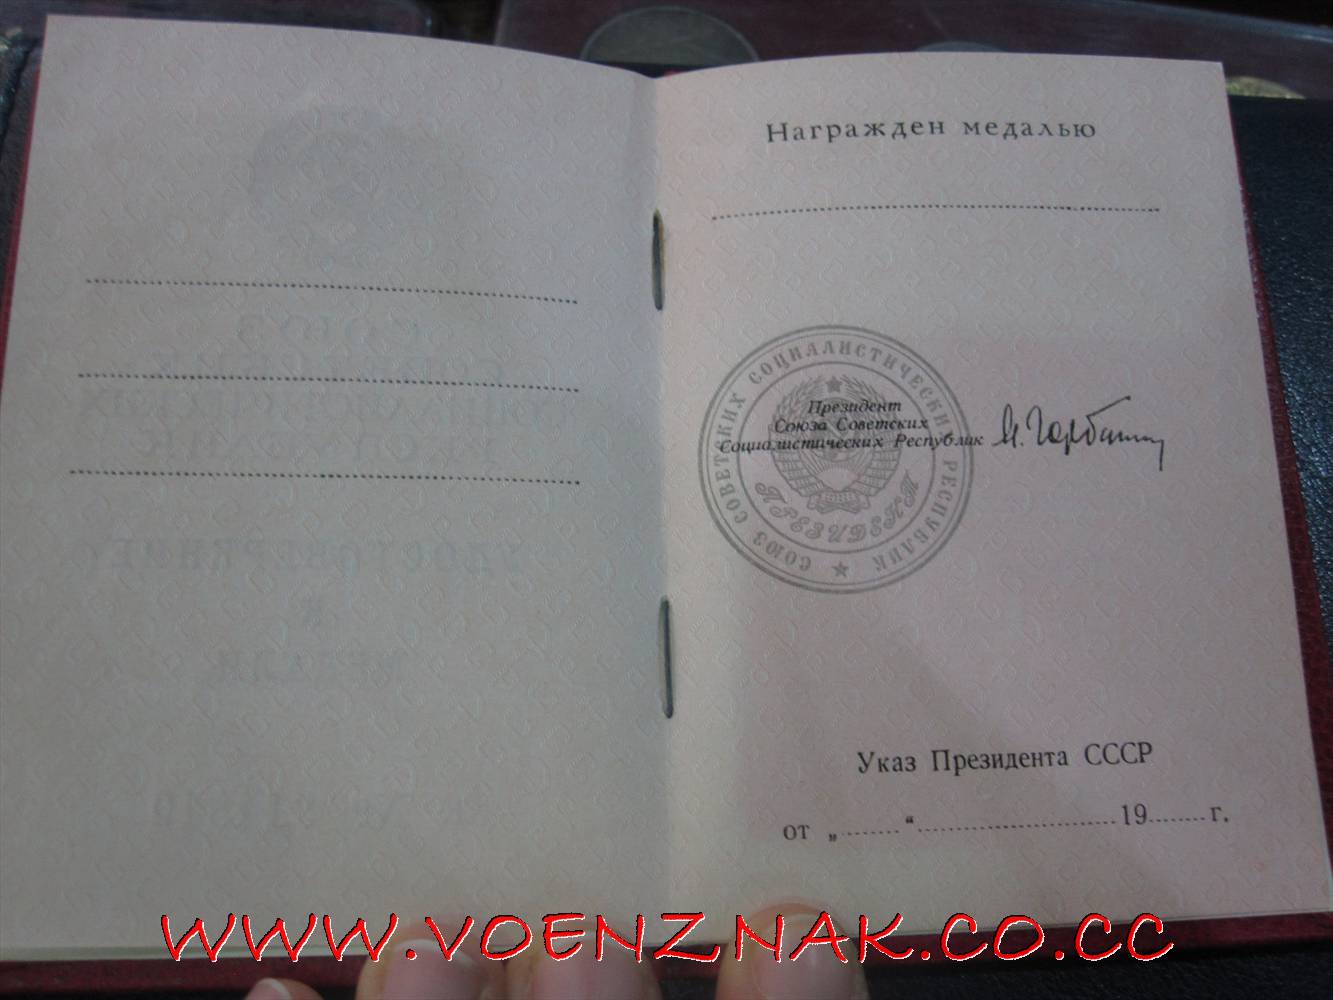 Награжден медалью
СОЮЗ СОВЕТСКИХ СОЦИАЛИСТИЧЕСКИХ РЕСПУБЛИК
ПРЕЗИДЕНТ
Президент
Союза Советских
Социалистических Республик
Указ Президента СССР
от „........“ ........................ 19........ г.
WWW.VOENZNAK.CO.CC